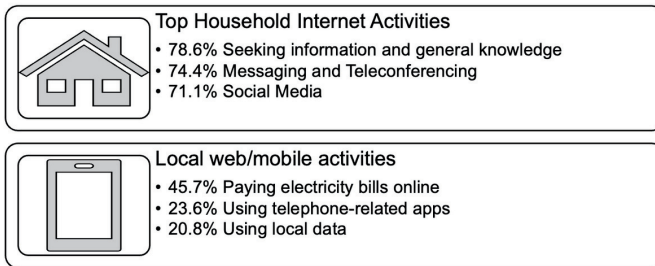 Top Household Internet Activities
• 78.6% Seeking information and general knowledge
• 74.4% Messaging and Teleconferencing
• 71.1% Social Media
Local web/mobile activities
• 45.7% Paying electricity bills online
• 23.6% Using telephone-related apps
• 20.8% Using local data